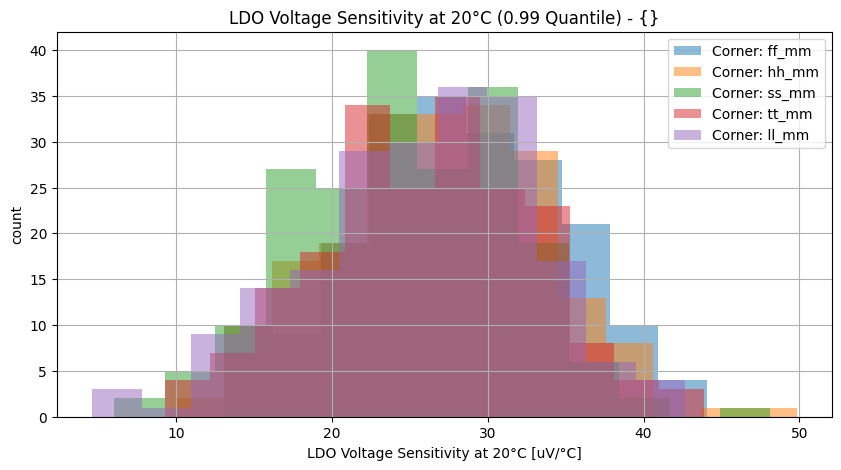 LDO Voltage Sensitivity at 20°C (0.99 Quantile) - {}
Corner: ff_mm
Corner: hh_mm
Corner: ss_mm
Corner: tt_mm
Corner: ll_mm
count
40
35
30
25
20
15
10
5
0
10 20 30 40 50
LDO Voltage Sensitivity at 20°C [uV/°C]